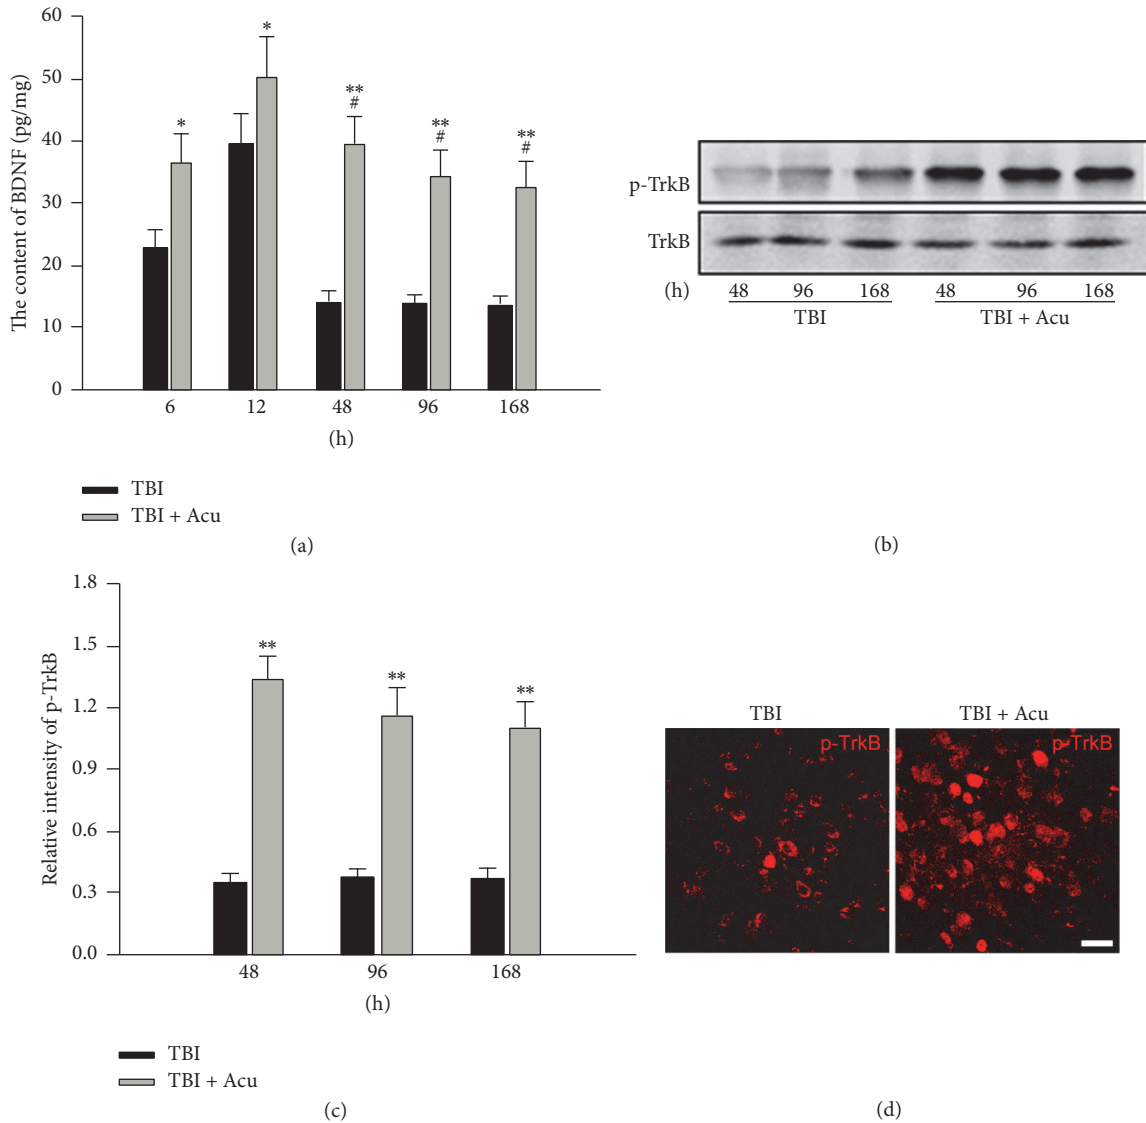 The content of BDNF (pg/mg)
60
50
40
30
20
10
0
*
*
**
#
**
#
**
#
6 12 48 96 168
(h)
TBI
TBI + Acu
(a)
p-TrkB
TrkB
(h) 48 96 168 48 96 168
TBI TBI + Acu
(b)
Relative intensity of p-TrkB
1.8
1.5
1.2
0.9
0.6
0.3
0.0
**
**
**
48 96 168
(h)
TBI
TBI + Acu
(c)
TBI TBI + Acu
p-TrkB p-TrkB
(d)